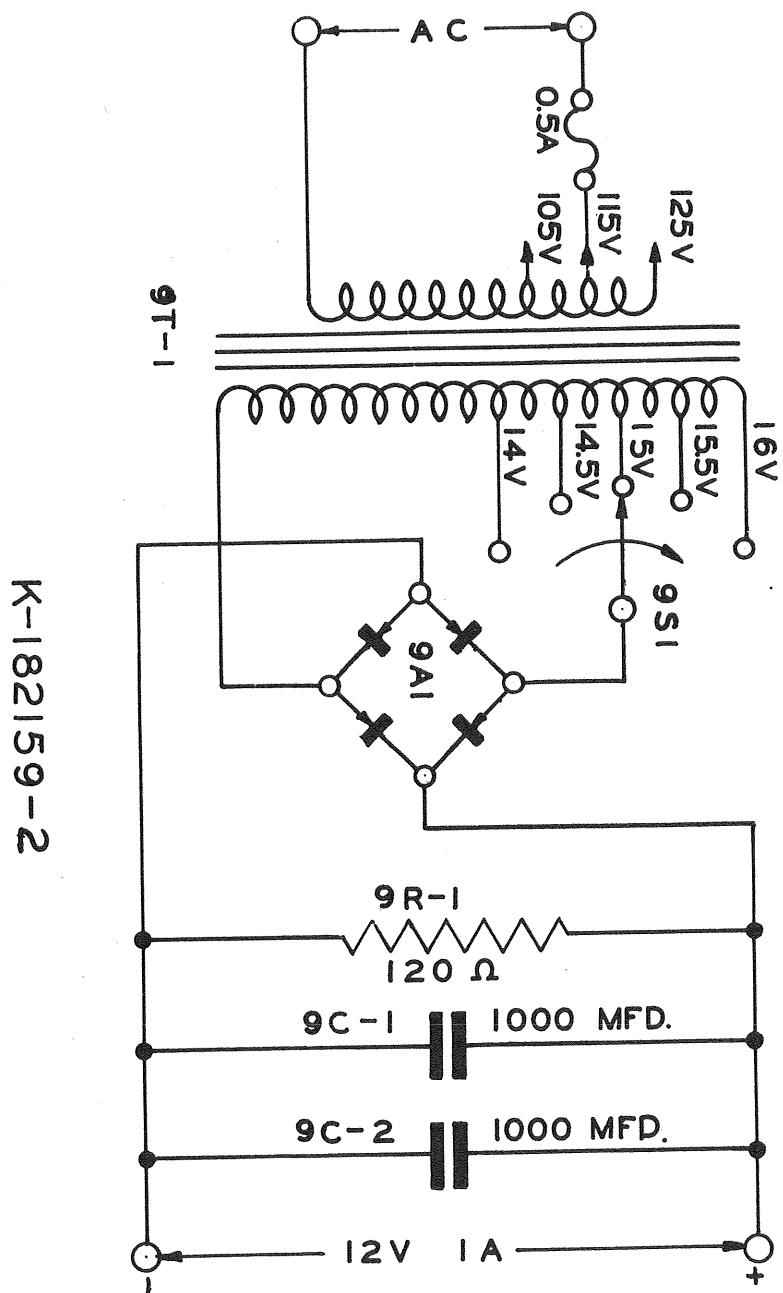 AC
0.5A
125V
115V
105V
9T-1
16V
15.5V
15V
14.5V
14V
9S1
9A1
9R-1
120 Ω
9C-1 1000 MFD.
9C-2 1000 MFD.
- 12V 1A +
K-182159-2